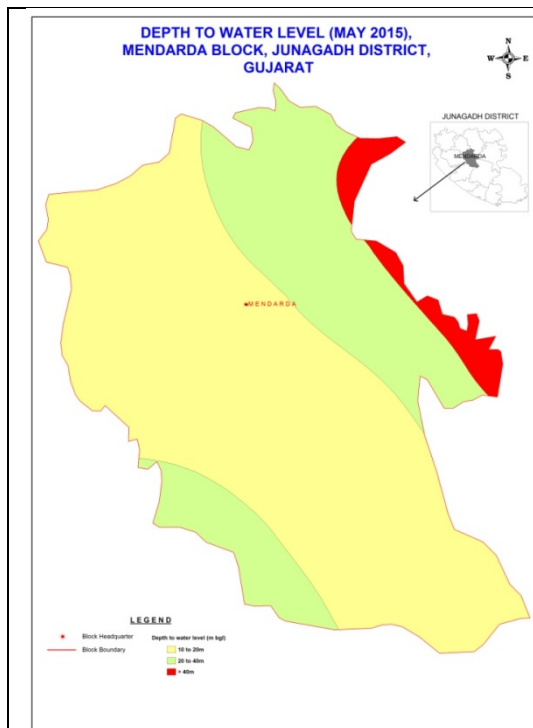 DEPTH TO WATER LEVEL (MAY 2015),
MENDARDA BLOCK, JUNAGADH DISTRICT,
GUJARAT
N
W E
S
JUNAGADH DISTRICT
MENDARDA
MENDARDA
LEGEND
Block Headquarter
Block Boundary
Depth to water level (m bgl)
10 to 20m
20 to 40m
> 40m